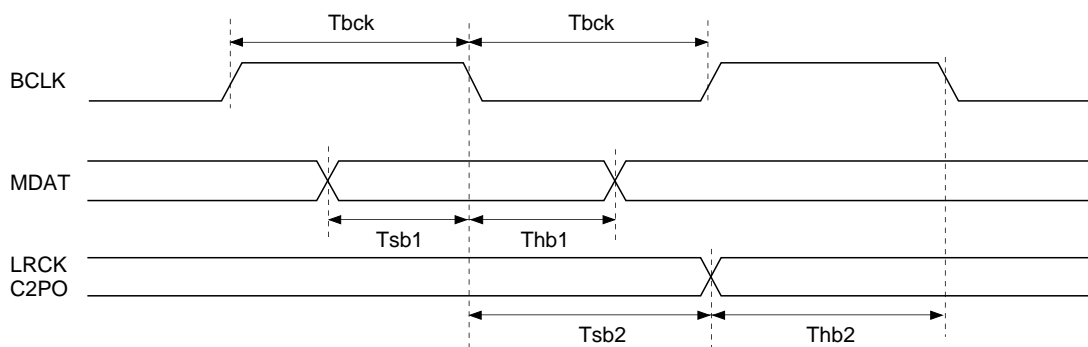 Tbck Tbck
BCLK
MDAT
Tsb1 Thb1
LRCK
C2PO
Tsb2 Thb2